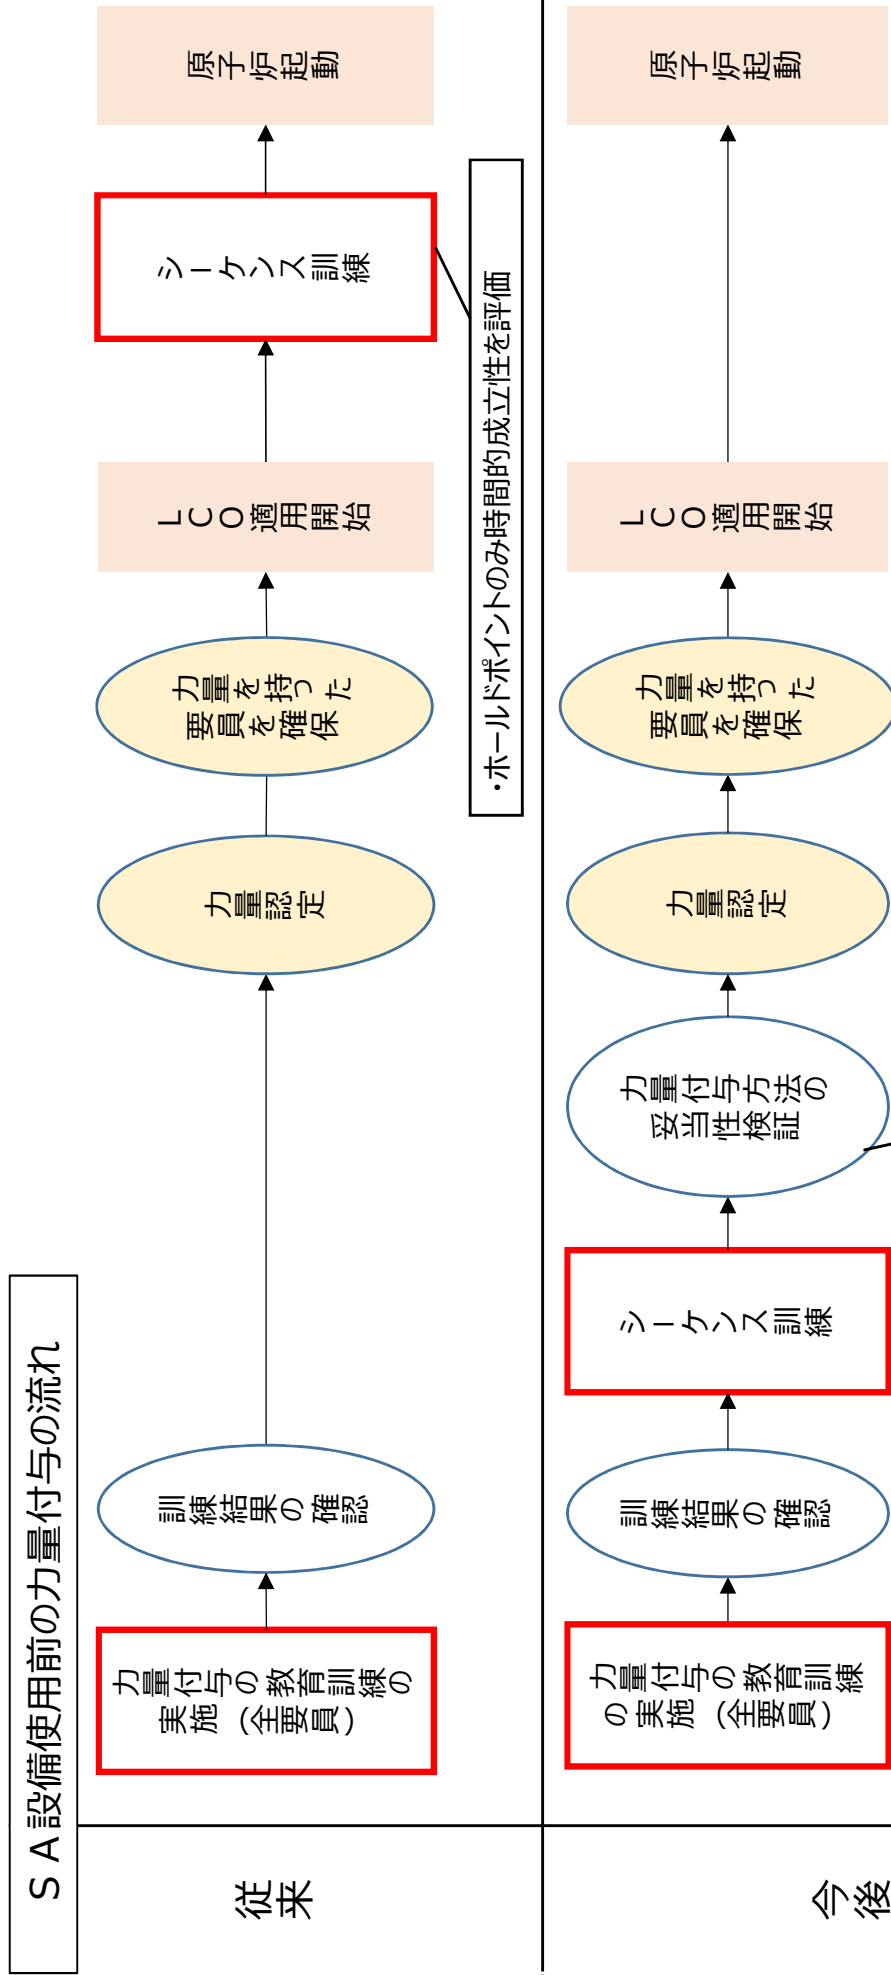 ＳＡ設備使用前の力量付与の流れ
従来
力量付与の教育訓練の
実施（全要員）
訓練結果の確認
力量認定
力量を持った
要員を確保
ＬＣＯ適用開始
シーケンス訓練
原子炉起動
・ホールドポイントのみ時間的成立性を評価
今後
力量付与の教育訓練
の実施（全要員）
訓練結果の確認
シーケンス訓練
力量付与方法の
妥当性検証
力量認定
力量を持った
要員を確保
ＬＣＯ適用開始
原子炉起動